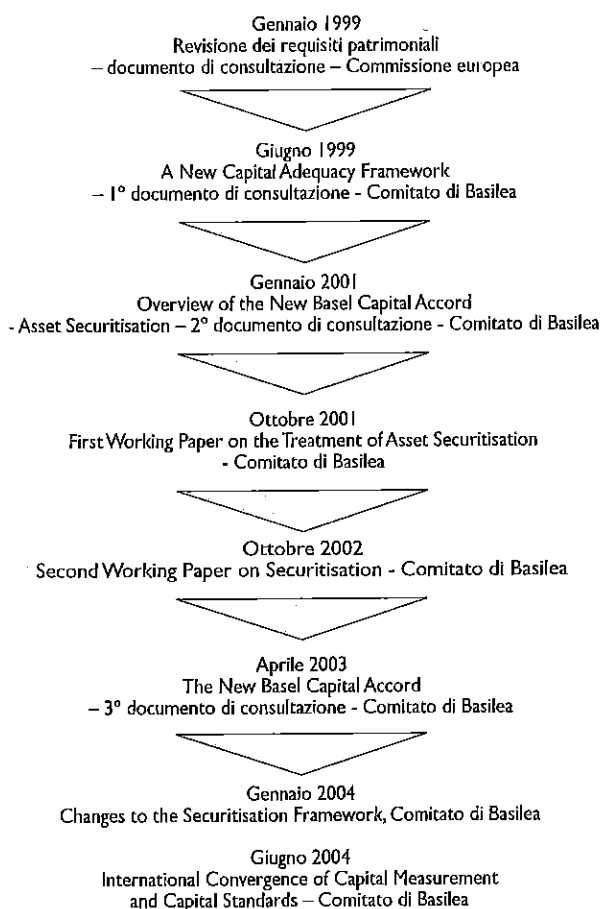 Gennaio 1999
Revisione dei requisiti patrimoniali
– documento di consultazione – Commissione europea
Giugno 1999
A New Capital Adequacy Framework
– 1° documento di consultazione - Comitato di Basilea
Gennaio 2001
Overview of the New Basel Capital Accord
- Asset Securitisation – 2° documento di consultazione - Comitato di Basilea
Ottobre 2001
First Working Paper on the Treatment of Asset Securitisation
- Comitato di Basilea
Ottobre 2002
Second Working Paper on Securitisation - Comitato di Basilea
Aprile 2003
The New Basel Capital Accord
– 3° documento di consultazione - Comitato di Basilea
Gennaio 2004
Changes to the Securitisation Framework, Comitato di Basilea
Giugno 2004
International Convergence of Capital Measurement
and Capital Standards – Comitato di Basilea